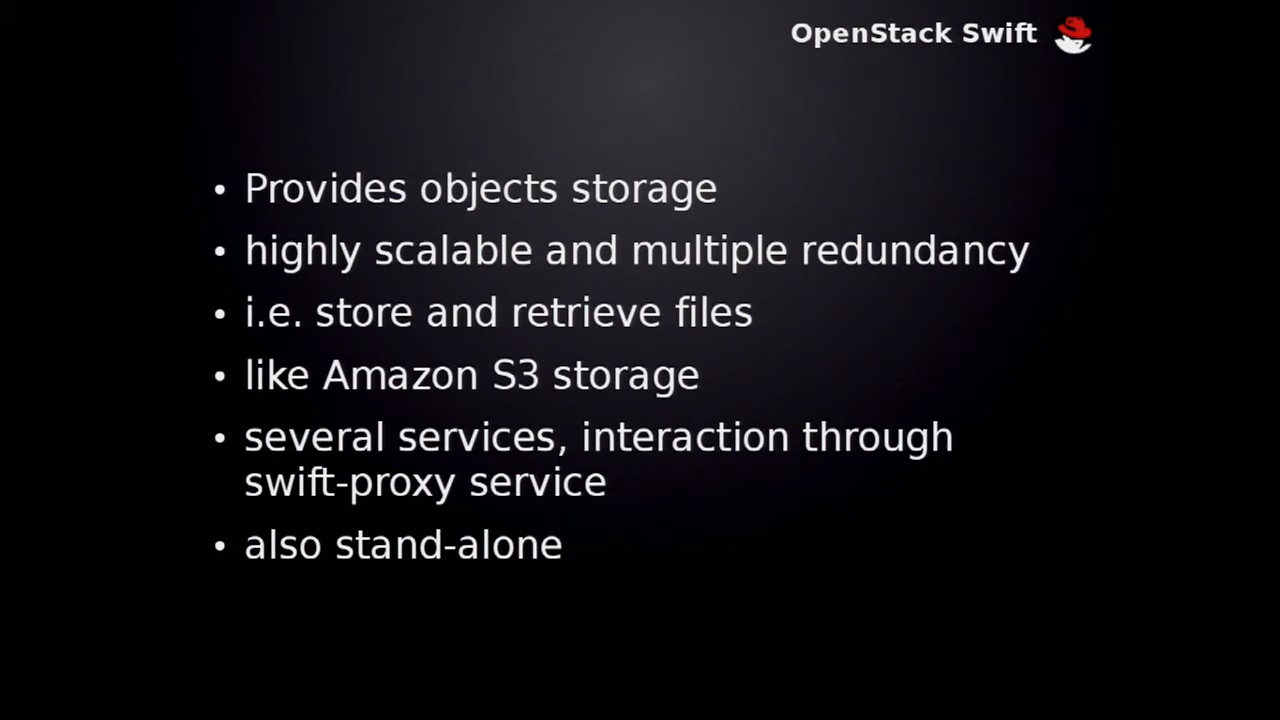 OpenStack Swift
• Provides objects storage
• highly scalable and multiple redundancy
• i.e. store and retrieve files
• like Amazon S3 storage
• several services, interaction through
swift-proxy service
• also stand-alone